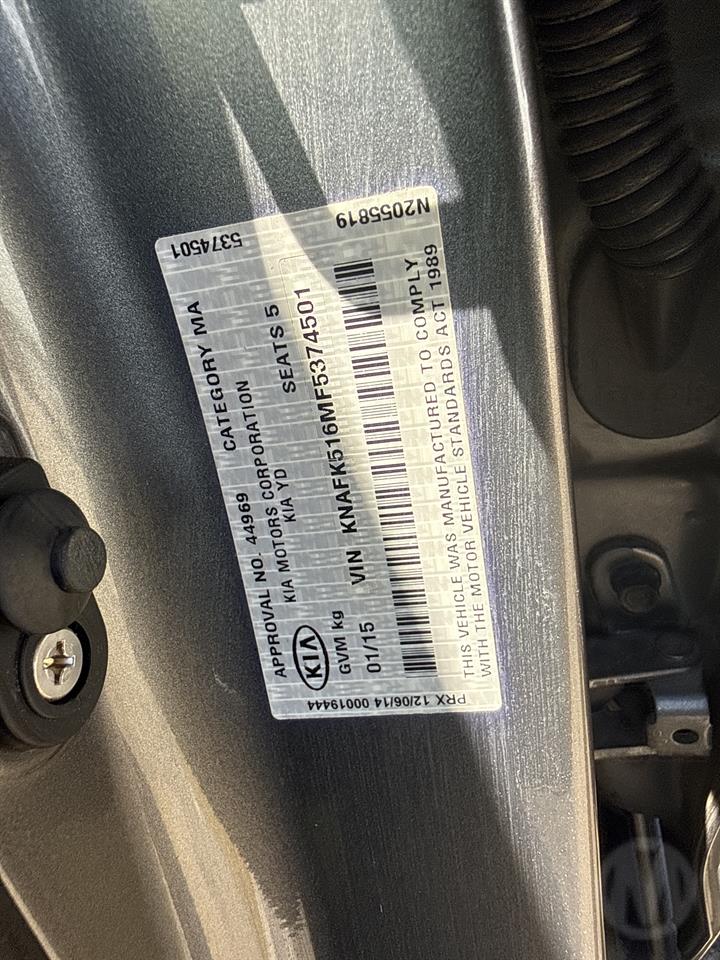 5374501 N2055819
APPROVAL NO. 44969 CATEGORY MA
KIA MOTORS CORPORATION
KIA YD SEATS 5
KIA
GVM kg
01/15 VIN KNAFK516MF5374501
THIS VEHICLE WAS MANUFACTURED TO COMPLY
WITH THE MOTOR VEHICLE STANDARDS ACT 1989
PRX 12/06/14 00019444